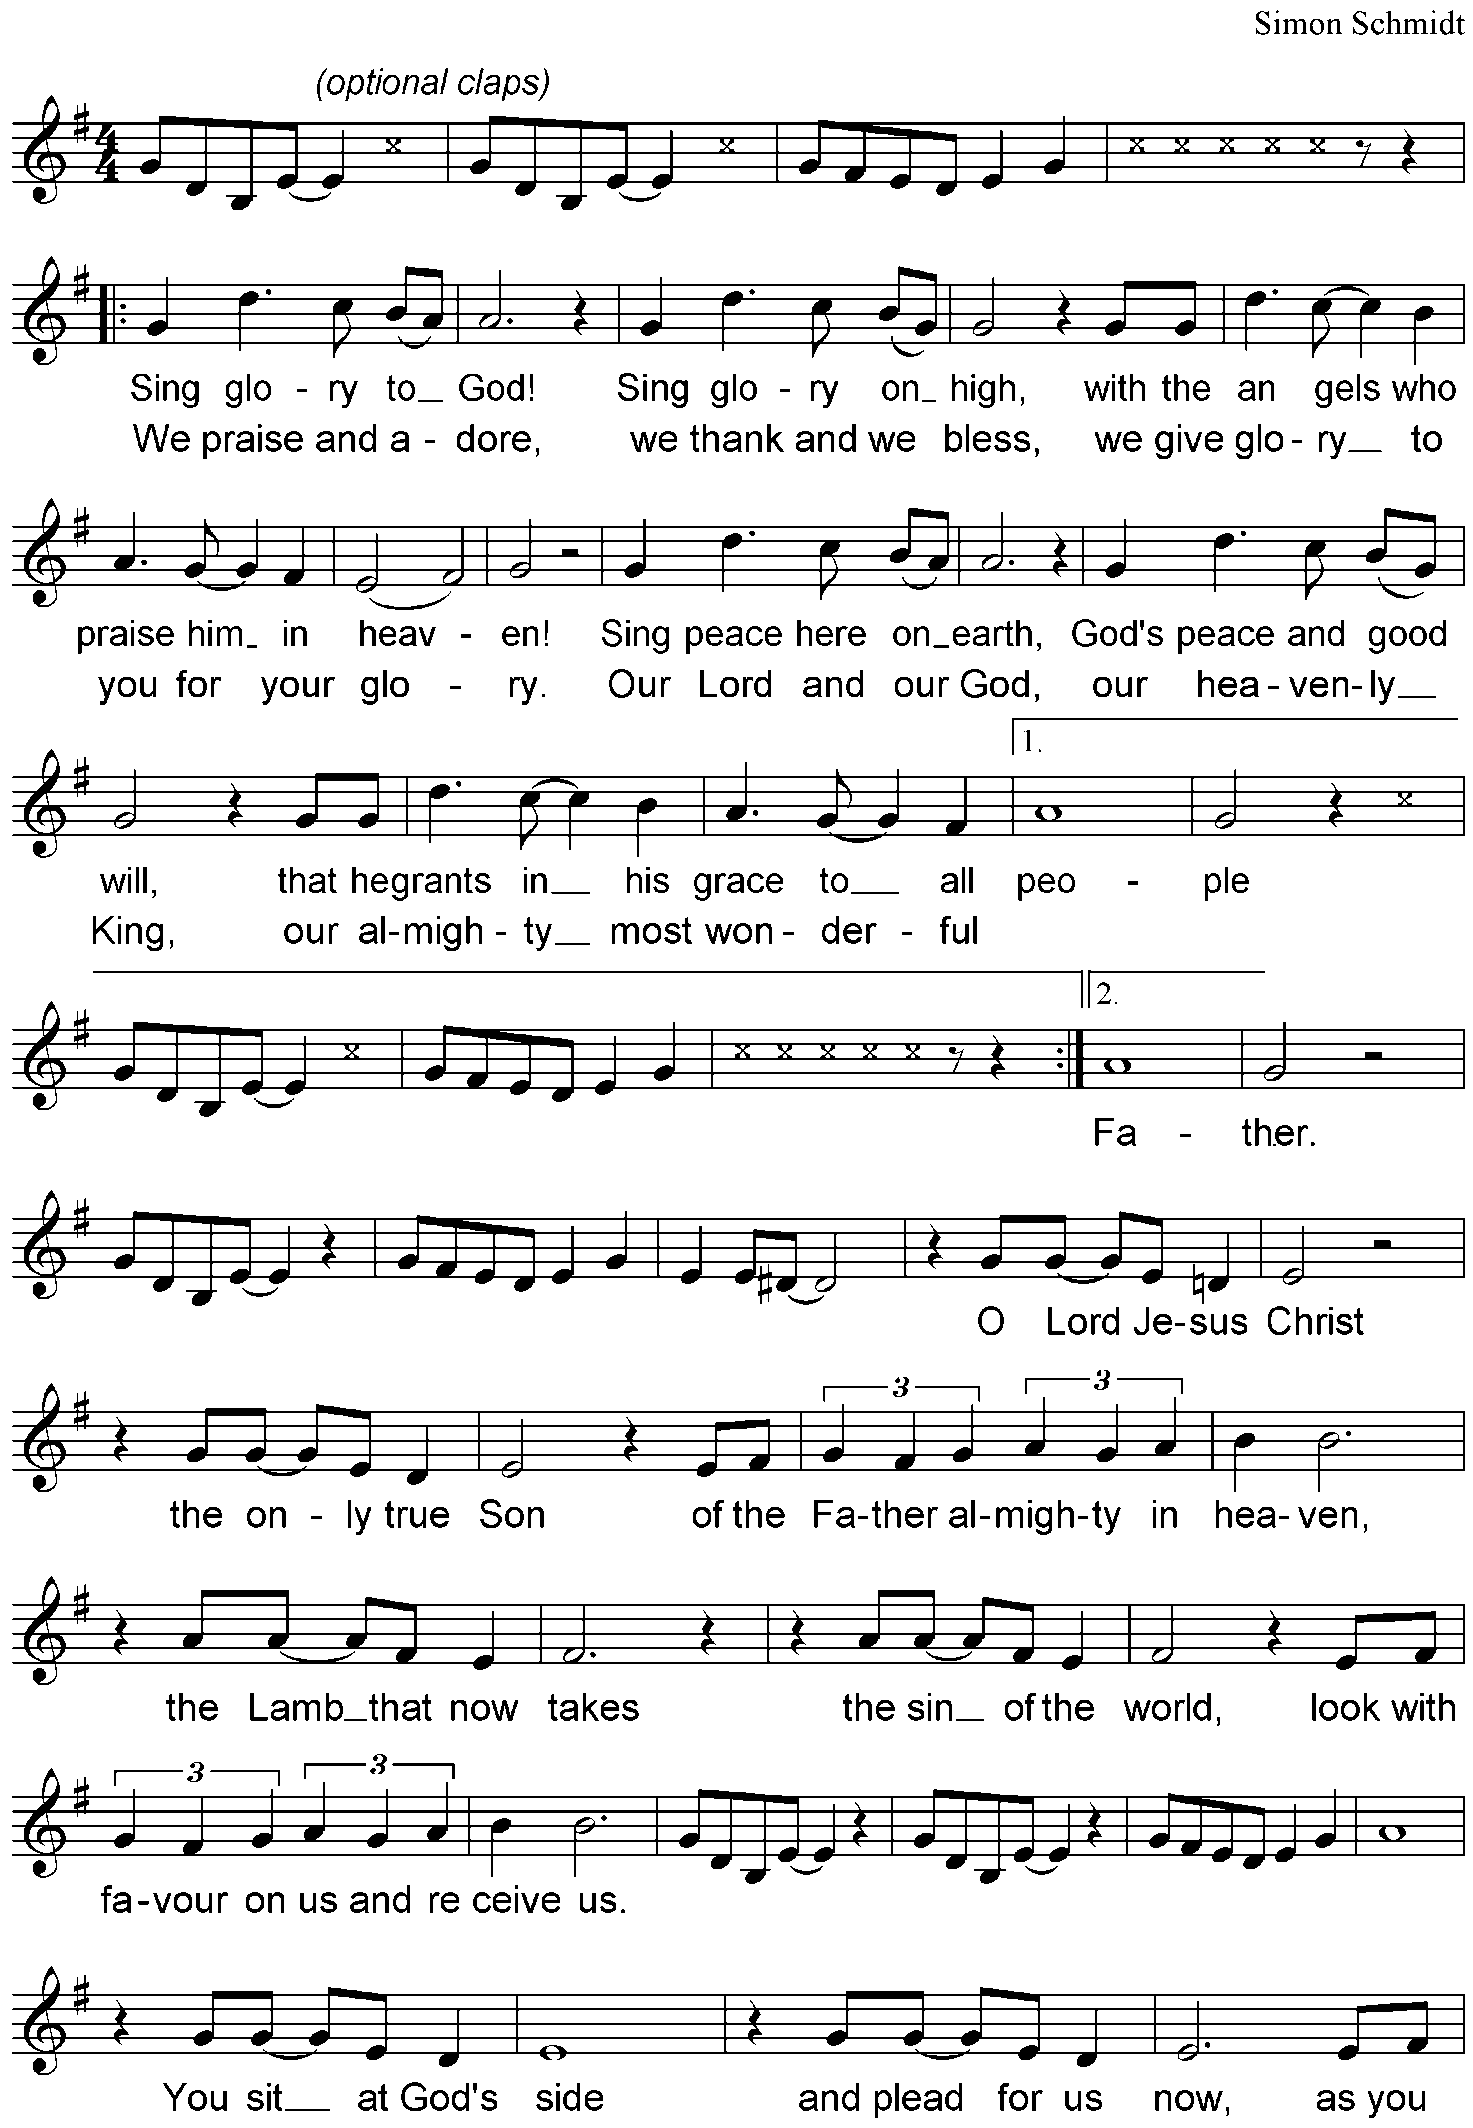 Simon Schmidt
(optional claps)
Sing glo - ry to_ God! Sing glo - ry on_ high, with the an gels who
We praise and a - dore, we thank and we bless, we give glo - ry_ to
praise him_ in heav - en! Sing peace here on_earth, God's peace and good
you for your glo - ry. Our Lord and our God, our hea - ven-ly_
1.
will, that hegrants in_ his grace to_ all peo - ple
King, our al-migh - ty_ most won - der - ful
2.
Fa - ther.
O Lord Je-sus Christ
3 3
the on - ly true Son of the Fa-ther al-migh-ty in hea- ven,
the Lamb_that now takes the sin_ of the world, look with
3 3
fa-vour on us and re ceive us.
You sit_ at God's side and plead for us now, as you